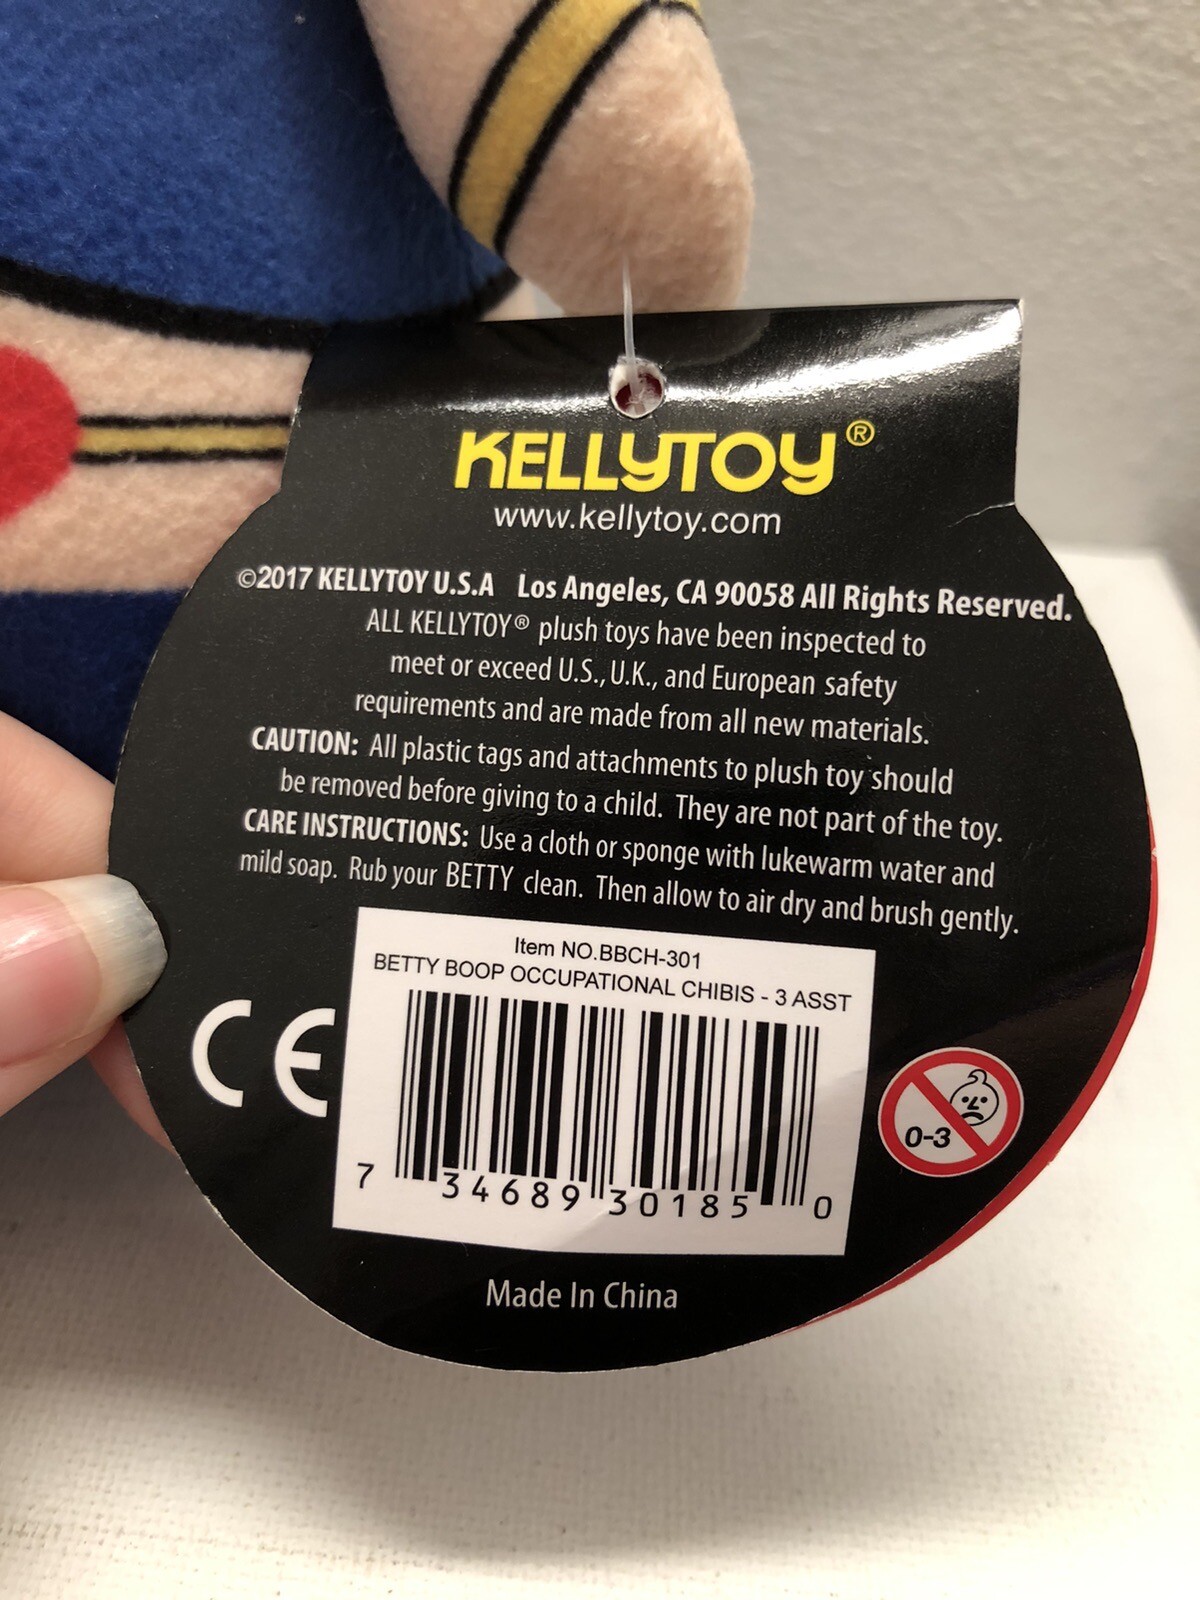 KELLYTOY®
www.kellytoy.com
©2017 KELLYTOY U.S.A Los Angeles, CA 90058 All Rights Reserved.
ALL KELLYTOY® plush toys have been inspected to
meet or exceed U.S., U.K., and European safety
requirements and are made from all new materials.
CAUTION: All plastic tags and attachments to plush toy should
be removed before giving to a child. They are not part of the toy.
CARE INSTRUCTIONS: Use a cloth or sponge with lukewarm water and
mild soap. Rub your BETTY clean. Then allow to air dry and brush gently.
Item NO.BBCH-301
BETTY BOOP OCCUPATIONAL CHIBIS - 3 ASST
7 34689 30185 0
CE
0-3
Made In China